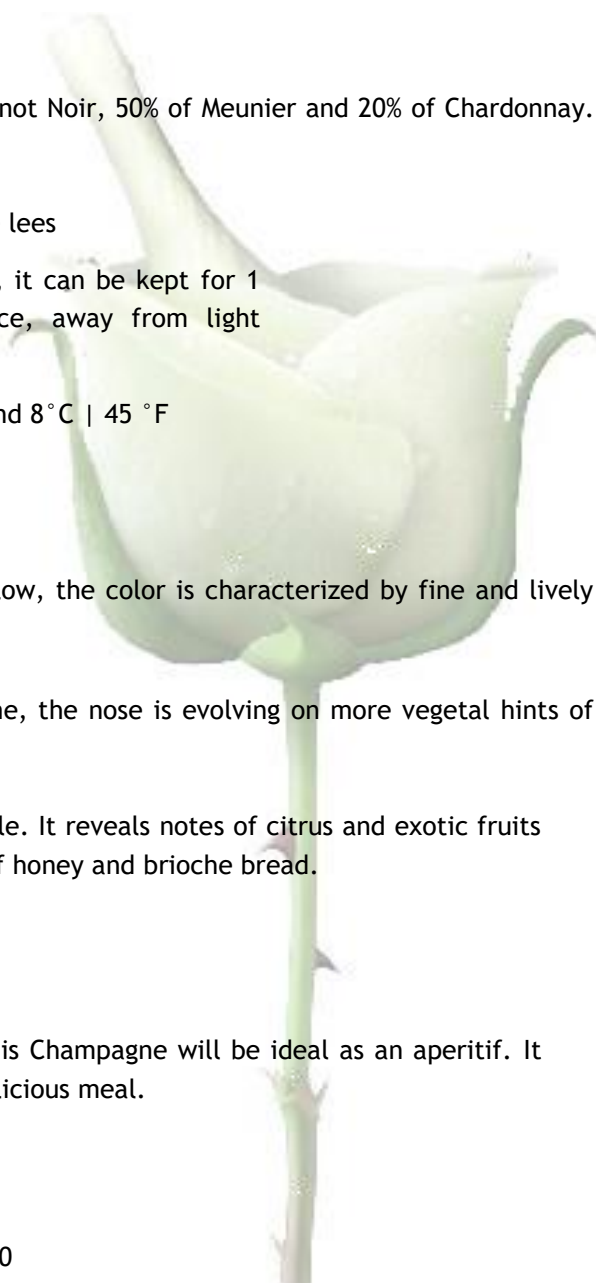 not Noir, 50% of Meunier and 20% of Chardonnay.
lees
it can be kept for 1
ce, away from light
nd 8°C | 45 °F
low, the color is characterized by fine and lively
ne, the nose is evolving on more vegetal hints of
le. It reveals notes of citrus and exotic fruits
f honey and brioche bread.
is Champagne will be ideal as an aperitif. It
licious meal.
0